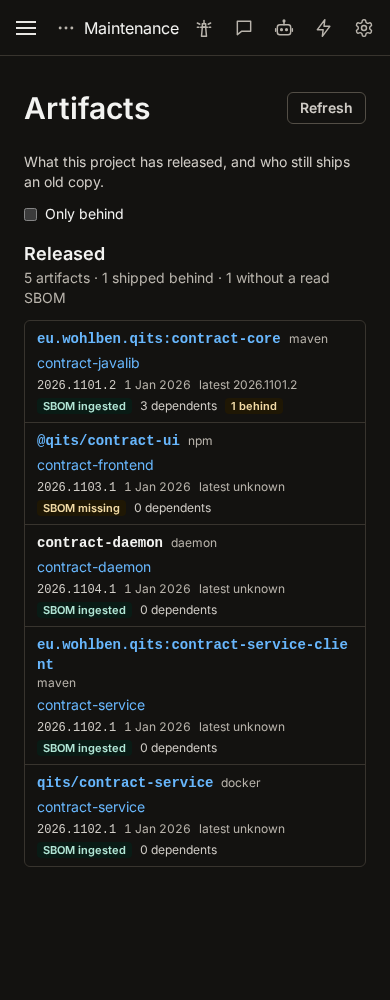 ··· Maintenance
Artifacts
Refresh
What this project has released, and who still ships
an old copy.
Only behind
Released
5 artifacts · 1 shipped behind · 1 without a read
SBOM
eu.wohlben.qits:contract-core maven
contract-javalib
2026.1101.2 1 Jan 2026 latest 2026.1101.2
SBOM ingested 3 dependents 1 behind
@qits/contract-ui npm
contract-frontend
2026.1103.1 1 Jan 2026 latest unknown
SBOM missing 0 dependents
contract-daemon daemon
contract-daemon
2026.1104.1 1 Jan 2026 latest unknown
SBOM ingested 0 dependents
eu.wohlben.qits:contract-service-clie
nt
maven
contract-service
2026.1102.1 1 Jan 2026 latest unknown
SBOM ingested 0 dependents
qits/contract-service docker
contract-service
2026.1102.1 1 Jan 2026 latest unknown
SBOM ingested 0 dependents